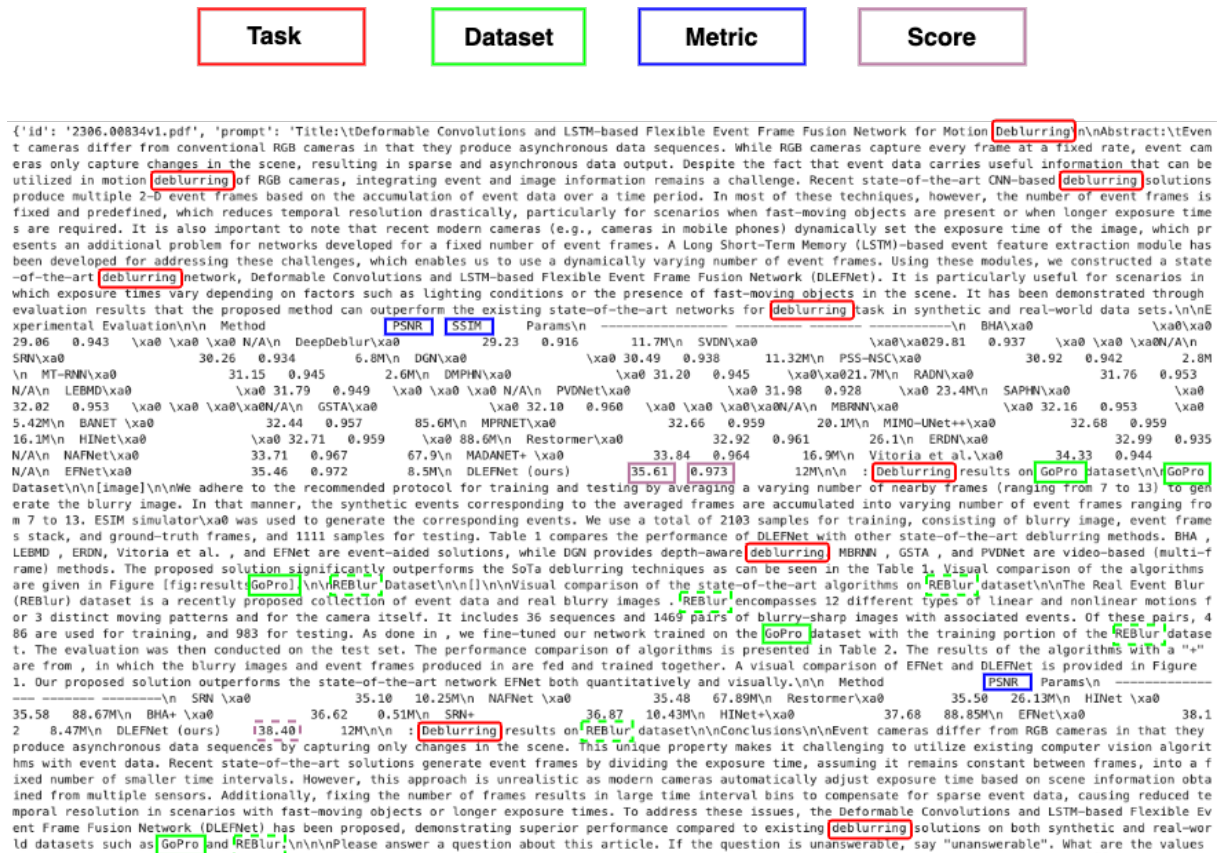 Task Dataset Metric Score
{'id': '2306.00834v1.pdf', 'prompt': 'Title:\tDeformable Convolutions and LSTM-based Flexible Event Frame Fusion Network for Motion Deblurring\n\nAbstract:\tEven
t cameras differ from conventional RGB cameras in that they produce asynchronous data sequences. While RGB cameras capture every frame at a fixed rate, event cam
eras only capture changes in the scene, resulting in sparse and asynchronous data output. Despite the fact that event data carries useful information that can be
utilized in motion deblurring of RGB cameras, integrating event and image information remains a challenge. Recent state-of-the-art CNN-based deblurring solutions
produce multiple 2-D event frames based on the accumulation of event data over a time period. In most of these techniques, however, the number of event frames is
fixed and predefined, which reduces temporal resolution drastically, particularly for scenarios when fast-moving objects are present or when longer exposure time
s are required. It is also important to note that recent modern cameras (e.g., cameras in mobile phones) dynamically set the exposure time of the image, which pr
esents an additional problem for networks developed for a fixed number of event frames. A Long Short-Term Memory (LSTM)-based event feature extraction module has
been developed for addressing these challenges, which enables us to use a dynamically varying number of event frames. Using these modules, we constructed a state
-of-the-art deblurring network, Deformable Convolutions and LSTM-based Flexible Event Frame Fusion Network (DLEFNet). It is particularly useful for scenarios in
which exposure times vary depending on factors such as lighting conditions or the presence of fast-moving objects in the scene. It has been demonstrated through
evaluation results that the proposed method can outperform the existing state-of-the-art networks for deblurring task in synthetic and real-world data sets.\n\nE
xperimental Evaluation\n\n Method PSNR SSIM Params\n ------------------ --------- ------- --------------\n BHA\xa0 \xa0\xa0
29.06 0.943 \xa0 \xa0 \xa0 N/A\n DeepDeblur\xa0 29.23 0.916 11.7M\n SVDN\xa0 \xa0\xa029.81 0.937 \xa0 \xa0 \xa0N/A\n
SRN\xa0 30.26 0.934 6.8M\n DGN\xa0 \xa0 30.49 0.938 11.32M\n PSS-NSC\xa0 30.92 0.942 2.8M
\n MT-RNN\xa0 31.15 0.945 2.6M\n DMPHN\xa0 \xa0 31.20 0.945 \xa0\xa021.7M\n RADN\xa0 31.76 0.953
N/A\n LEBMD\xa0 \xa0 31.79 0.949 \xa0 \xa0 \xa0 N/A\n PVDNet\xa0 \xa0 31.98 0.928 \xa0 23.4M\n SAPHN\xa0 \xa0
32.02 0.953 \xa0 \xa0 \xa0\xa0N/A\n GSTA\xa0 \xa0 32.10 0.960 \xa0 \xa0 \xa0\xa0N/A\n MBRNN\xa0 \xa0 32.16 0.953 \xa0
5.42M\n BANET \xa0 32.44 0.957 85.6M\n MPRNET\xa0 32.66 0.959 20.1M\n MIMO-UNet++\xa0 32.68 0.959
16.1M\n HINet\xa0 \xa0 32.71 0.959 \xa0 88.6M\n Restormer\xa0 32.92 0.961 26.1\n ERDN\xa0 32.99 0.935
N/A\n NAFNet\xa0 33.71 0.967 67.9\n MADANET+ \xa0 33.84 0.964 16.9M\n Vitoria et al.\xa0 34.33 0.944
N/A\n EFNet\xa0 35.46 0.972 8.5M\n DLEFNet (ours) 35.61 0.973 12M\n\n : Deblurring results on GoPro dataset\n\nGoPro
Dataset\n\n[image]\n\nWe adhere to the recommended protocol for training and testing by averaging a varying number of nearby frames (ranging from 7 to 13) to gen
erate the blurry image. In that manner, the synthetic events corresponding to the averaged frames are accumulated into varying number of event frames ranging fro
m 7 to 13. ESIM simulator\xa0 was used to generate the corresponding events. We use a total of 2103 samples for training, consisting of blurry image, event frame
s stack, and ground-truth frames, and 1111 samples for testing. Table 1 compares the performance of DLEFNet with other state-of-the-art deblurring methods. BHA ,
LEBMD , ERDN, Vitoria et al. , and EFNet are event-aided solutions, while DGN provides depth-aware deblurring. MBRNN , GSTA , and PVDNet are video-based (multi-f
rame) methods. The proposed solution significantly outperforms the SoTa deblurring techniques as can be seen in the Table 1. Visual comparison of the algorithms
are given in Figure [fig:resultsGoPro].\n\nREBlur Dataset\n\n[]\n\nVisual comparison of the state-of-the-art algorithms on REBlur dataset\n\nThe Real Event Blur
(REBlur) dataset is a recently proposed collection of event data and real blurry images . REBlur encompasses 12 different types of linear and nonlinear motions f
or 3 distinct moving patterns and for the camera itself. It includes 36 sequences and 1469 pairs of blurry-sharp images with associated events. Of these pairs, 4
86 are used for training, and 983 for testing. As done in , we fine-tuned our network trained on the GoPro dataset with the training portion of the REBlur datase
t. The evaluation was then conducted on the test set. The performance comparison of algorithms is presented in Table 2. The results of the algorithms with a "+"
are from , in which the blurry images and event frames produced in are fed and trained together. A visual comparison of EFNet and DLEFNet is provided in Figure
1. Our proposed solution outperforms the state-of-the-art network EFNet both quantitatively and visually.\n\n Method PSNR Params\n --------------
--- ------- --------\n SRN \xa0 35.10 10.25M\n NAFNet \xa0 35.48 67.89M\n Restormer\xa0 35.50 26.13M\n HINet \xa0
35.58 88.67M\n BHA+ \xa0 36.62 0.51M\n SRN+ 36.87 10.43M\n HINet+\xa0 37.68 88.85M\n EFNet\xa0 38.1
2 8.47M\n DLEFNet (ours) 38.40 12M\n\n : Deblurring results on REBlur dataset\n\nConclusions\n\nEvent cameras differ from RGB cameras in that they
produce asynchronous data sequences by capturing only changes in the scene. This unique property makes it challenging to utilize existing computer vision algorit
hms with event data. Recent state-of-the-art solutions generate event frames by dividing the exposure time, assuming it remains constant between frames, into a f
ixed number of smaller time intervals. However, this approach is unrealistic as modern cameras automatically adjust exposure time based on scene information obta
ined from multiple sensors. Additionally, fixing the number of frames results in large time interval bins to compensate for sparse event data, causing reduced te
mporal resolution in scenarios with fast-moving objects or longer exposure times. To address these issues, the Deformable Convolutions and LSTM-based Flexible Ev
ent Frame Fusion Network (DLEFNet) has been proposed, demonstrating superior performance compared to existing deblurring solutions on both synthetic and real-wor
ld datasets such as GoPro and REBlur.\n\n\nPlease answer a question about this article. If the question is unanswerable, say "unanswerable". What are the values